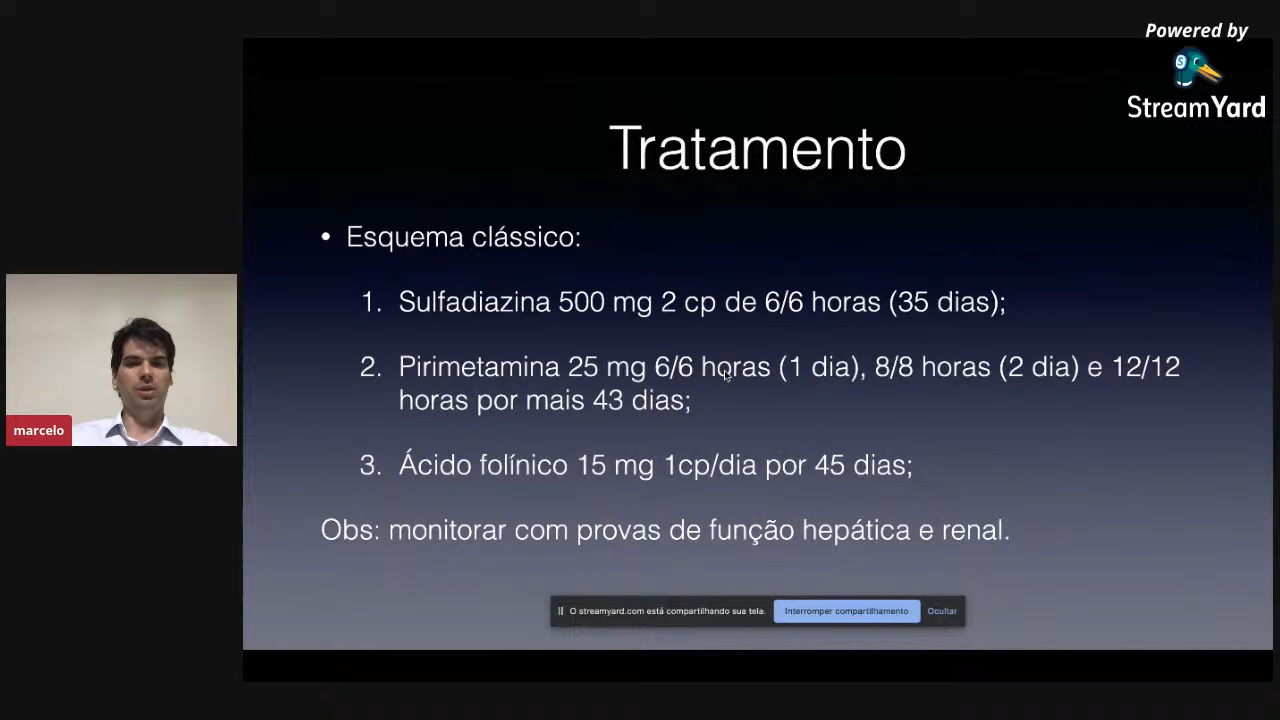 Powered by
StreamYard
Tratamento
• Esquema clássico:
1. Sulfadiazina 500 mg 2 cp de 6/6 horas (35 dias);
2. Pirimetamina 25 mg 6/6 horas (1 dia), 8/8 horas (2 dia) e 12/12
horas por mais 43 dias;
3. Ácido folínico 15 mg 1cp/dia por 45 dias;
Obs: monitorar com provas de função hepática e renal.
marcelo
O streamyard.com está compartilhando sua tela. Interromper compartilhamento Ocultar